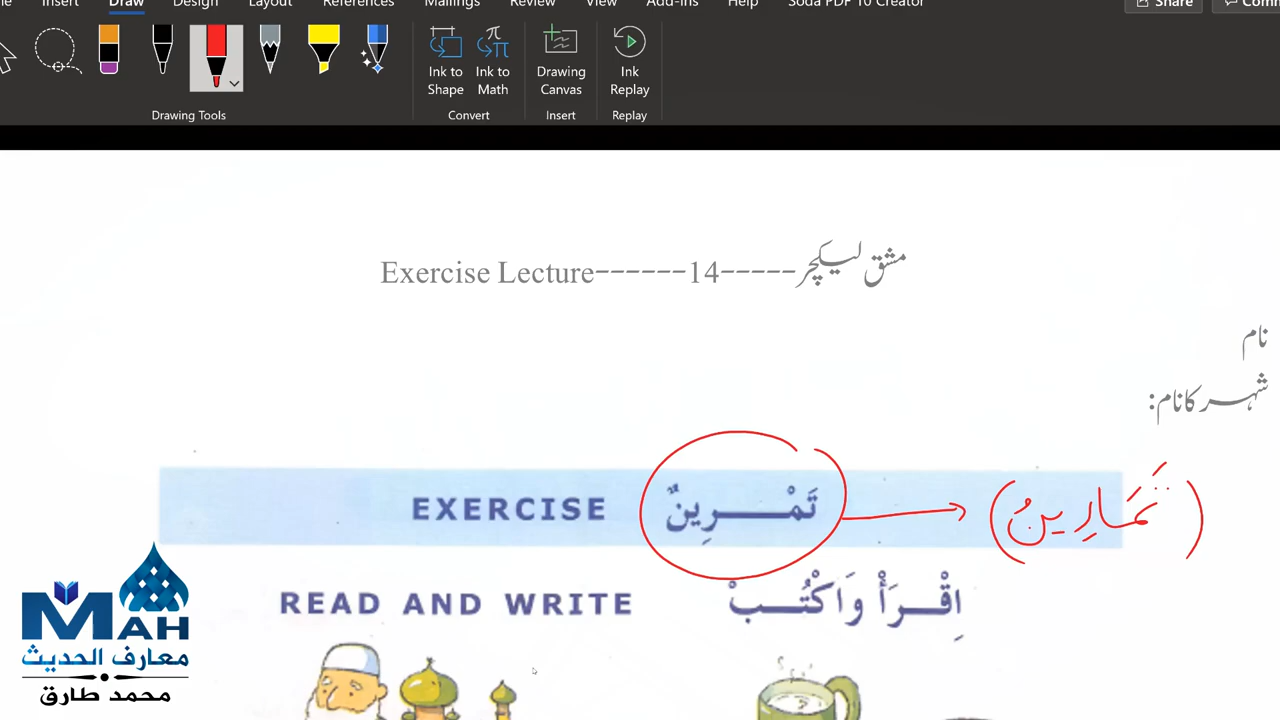 Insert Draw Design Layout References Mailings Review View Add-ins Help Soda PDF 10 Creator Share
Ink to Shape
Ink to Math
Drawing Canvas
Ink Replay
Drawing Tools Convert Insert Replay
Exercise Lecture------14-----مشق لیکچر
نام
شہر کا نام:
EXERCISE تَمْرِينٌ (تَمَارِينُ)
READ AND WRITE اِقْرَأْ وَاكْتُبْ
MAH
معارف الحديث
محمد طارق